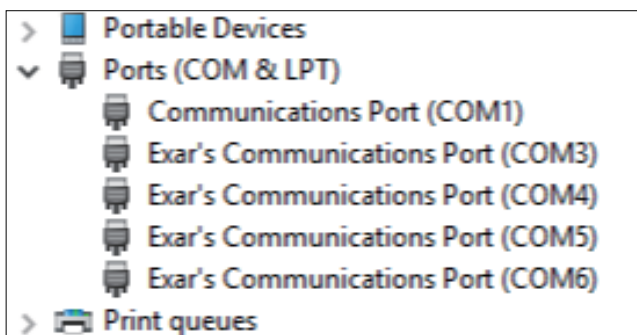 Portable Devices
Ports (COM & LPT)
Communications Port (COM1)
Exar's Communications Port (COM3)
Exar's Communications Port (COM4)
Exar's Communications Port (COM5)
Exar's Communications Port (COM6)
Print queues